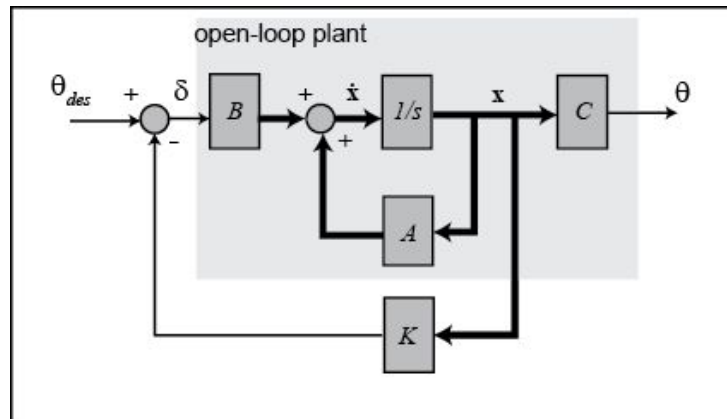 open-loop plant
θdes
+
δ
B
+
ẋ
1/s
x
C
θ
-
+
A
K